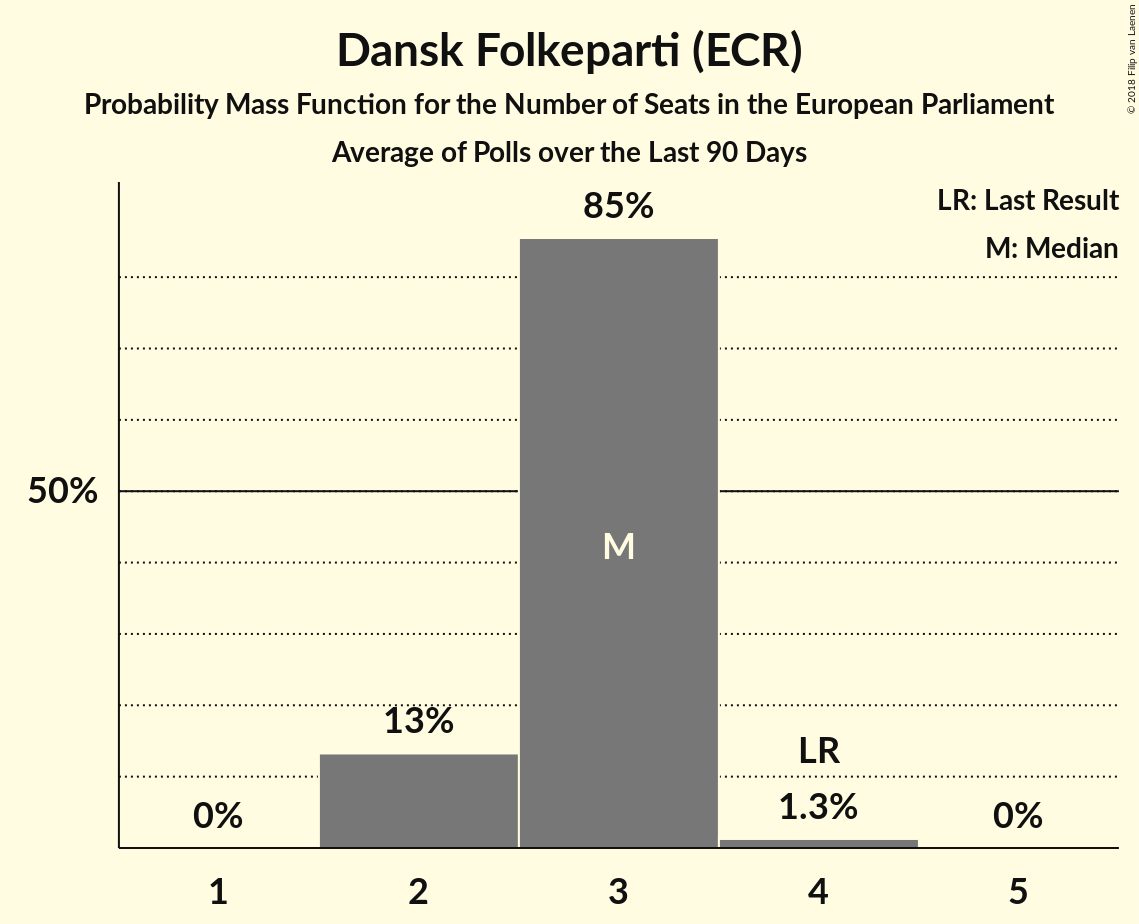 Dansk Folkeparti (ECR)
Probability Mass Function for the Number of Seats in the European Parliament
Average of Polls over the Last 90 Days
© 2018 Filip van Laenen
LR: Last Result
M: Median
85%
50%
M
13%
LR
0%
1.3%
0%
1 2 3 4 5